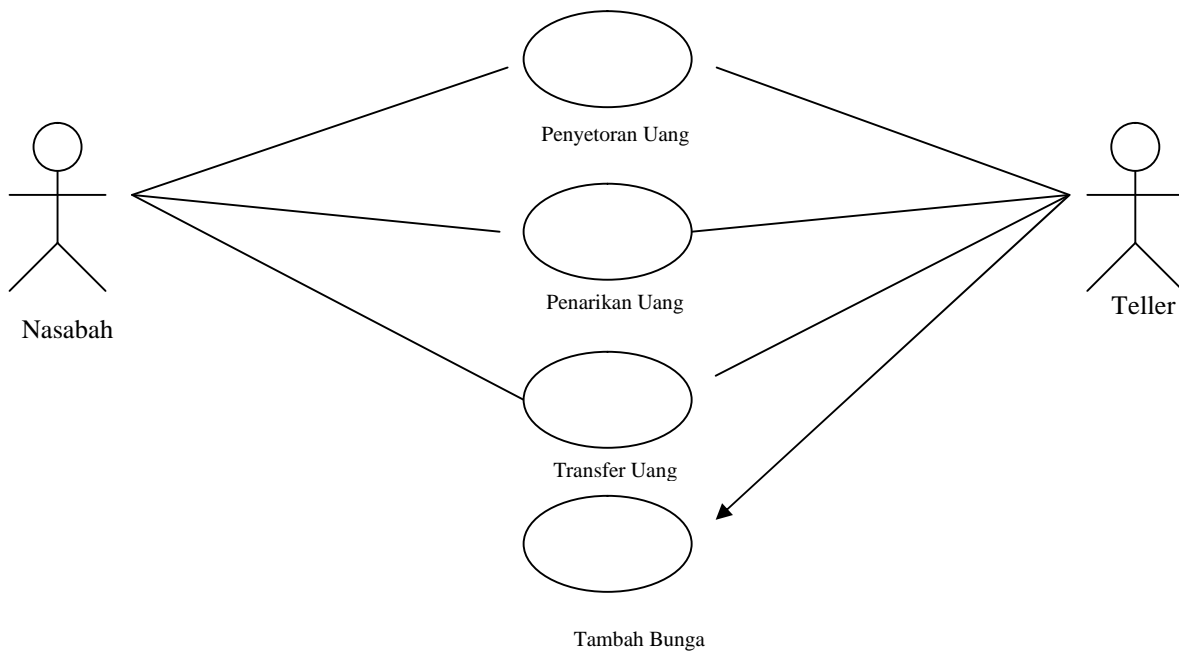 Penyetoran Uang
Penarikan Uang
Nasabah
Teller
Transfer Uang
Tambah Bunga